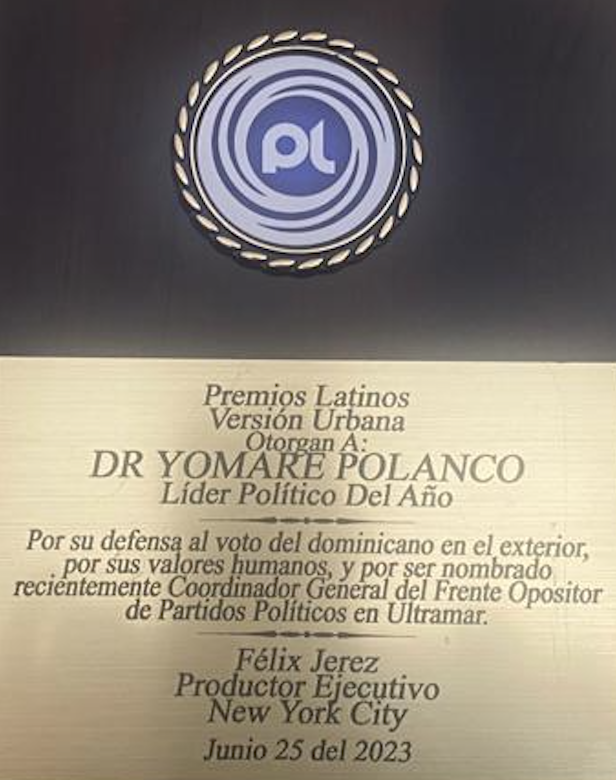 PL
Premios Latinos
Versión Urbana
Otorgan A:
DR YOMARE POLANCO
Líder Político Del Año
Por su defensa al voto del dominicano en el exterior,
por sus valores humanos, y por ser nombrado
recientemente Coordinador General del Frente Opositor
de Partidos Políticos en Ultramar.
Félix Jerez
Productor Ejecutivo
New York City
Junio 25 del 2023